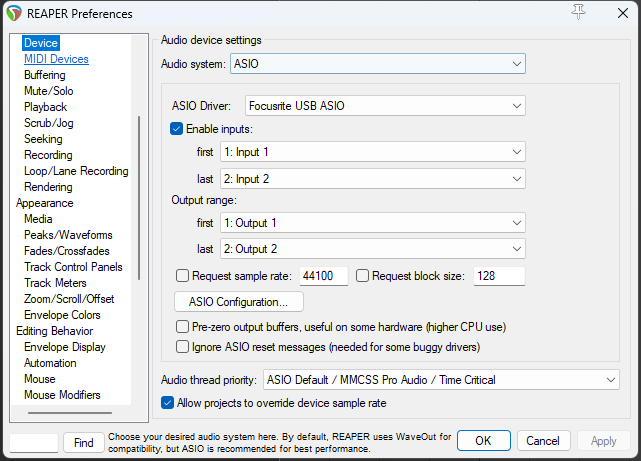 REAPER Preferences
Device
MIDI Devices
Buffering
Mute/Solo
Playback
Scrub/Jog
Seeking
Recording
Loop/Lane Recording
Rendering
Appearance
Media
Peaks/Waveforms
Fades/Crossfades
Track Control Panels
Track Meters
Zoom/Scroll/Offset
Envelope Colors
Editing Behavior
Envelope Display
Automation
Mouse
Mouse Modifiers
Audio device settings
Audio system: ASIO
ASIO Driver: Focusrite USB ASIO
Enable inputs:
first 1: Input 1
last 2: Input 2
Output range:
first 1: Output 1
last 2: Output 2
Request sample rate: 44100 Request block size: 128
ASIO Configuration...
Pre-zero output buffers, useful on some hardware (higher CPU use)
Ignore ASIO reset messages (needed for some buggy drivers)
Audio thread priority: ASIO Default / MMCSS Pro Audio / Time Critical
Allow projects to override device sample rate
Find
Choose your desired audio system here. By default, REAPER uses WaveOut for
compatibility, but ASIO is recommended for best performance.
OK Cancel Apply